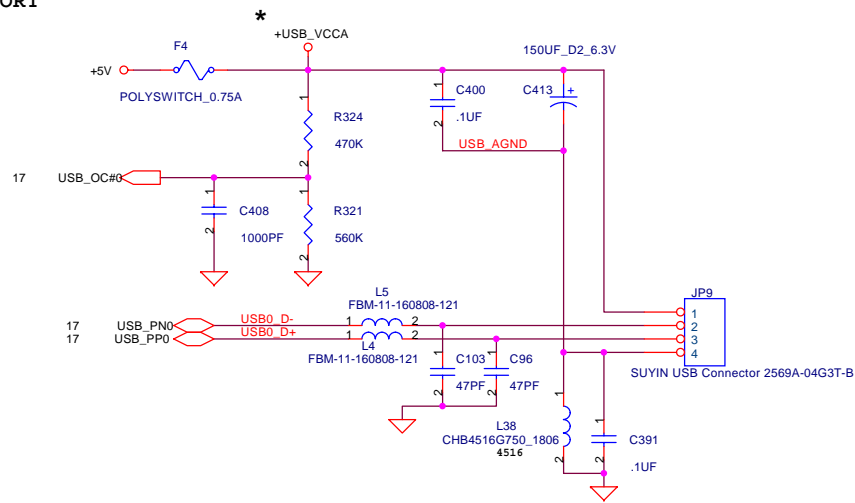 ORT
*
+USB_VCCA
F4
+5V
POLYSWITCH_0.75A
150UF_D2_6.3V
1
C400
C413
+
.1UF
2
1
R324
470K
2
USB_AGND
17
USB_OC#0
1
C408
1000PF
2
1
R321
560K
2
L5
FBM-11-160808-121
17
USB_PN0
USB0_D-
1
2
17
USB_PP0
USB0_D+
1
2
L4
FBM-11-160808-121
JP9
1
2
3
4
SUYIN USB Connector 2569A-04G3T-B
1
C103
47PF
2
1
C96
47PF
2
1
L38
CHB4516G750_1806
4516
2
1
C391
.1UF
2